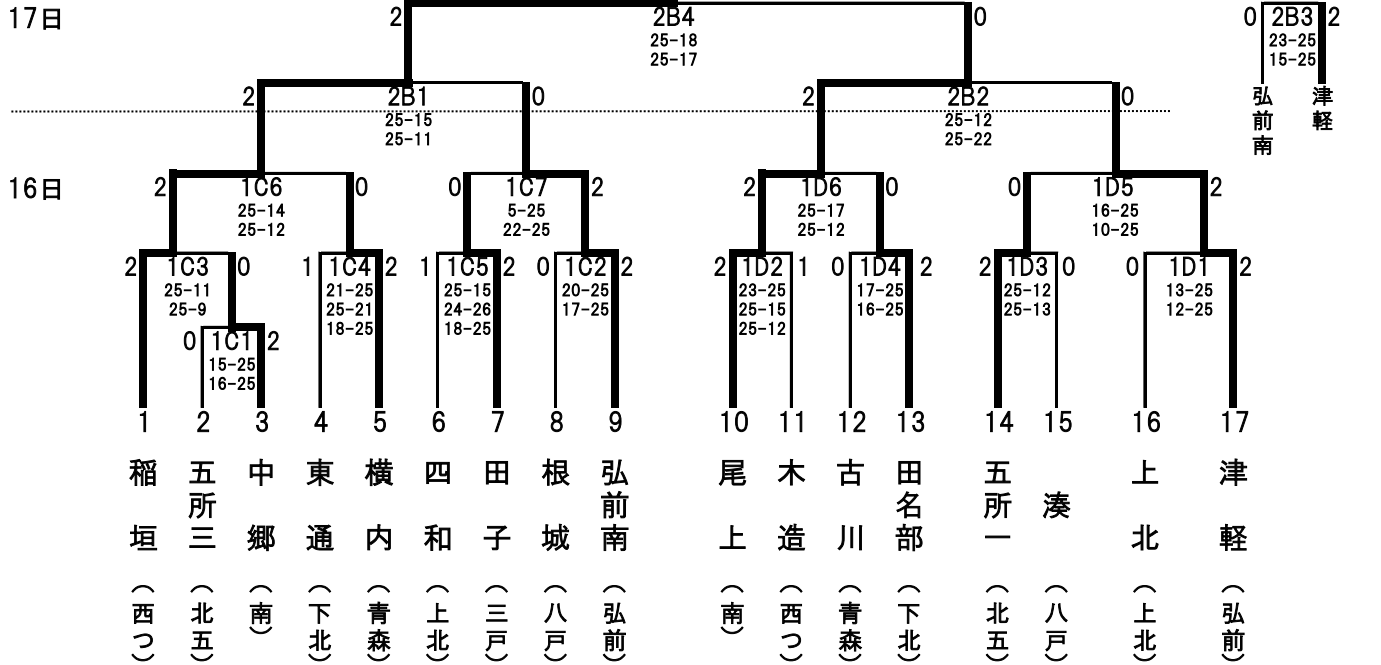 17日
2 2B4 0
25-18
25-17
0 2B3 2
23-25
15-25
弘前南
津軽
2 2B1 0
25-15
25-11
2 2B2 0
25-12
25-22
16日
2 1C6 0
25-14
25-12
0 1C7 2
5-25
22-25
2 1D6 0
25-17
25-12
0 1D5 2
16-25
10-25
2 1C3 0
25-11
25-9
1 1C4 2
21-25
25-21
18-25
1 1C5 2
25-15
24-26
18-25
0 1C2 2
20-25
17-25
2 1D2 1
23-25
25-15
25-12
0 1D4 2
17-25
16-25
2 1D3 0
25-12
25-13
0 1D1 2
13-25
12-25
0 1C1 2
15-25
16-25
1 2 3 4 5 6 7 8 9 10 11 12 13 14 15 16 17
稲垣
五所三
中郷
東通
横内
四和
田子
根城
弘前南
尾上
木造
古川
田名部
五所一
湊
上北
津軽
（西つ）
（北五）
（南）
（下北）
（青森）
（上北）
（三戸）
（八戸）
（弘前）
（南）
（西つ）
（青森）
（下北）
（北五）
（八戸）
（上北）
（弘前）